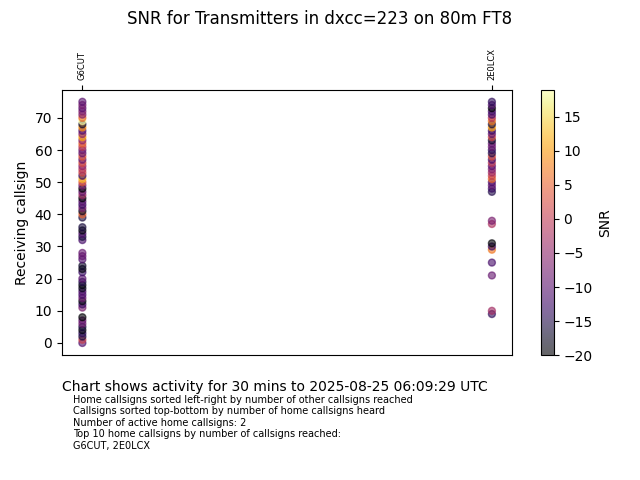 SNR for Transmitters in dxcc=223 on 80m FT8
G6CUT
2E0LCX
70
60
50
40
30
20
10
0
Receiving callsign
15
10
5
0
−5
−10
−15
−20
SNR
Chart shows activity for 30 mins to 2025-08-25 06:09:29 UTC
Home callsigns sorted left-right by number of other callsigns reached
Callsigns sorted top-bottom by number of home callsigns heard
Number of active home callsigns: 2
Top 10 home callsigns by number of callsigns reached:
G6CUT, 2E0LCX